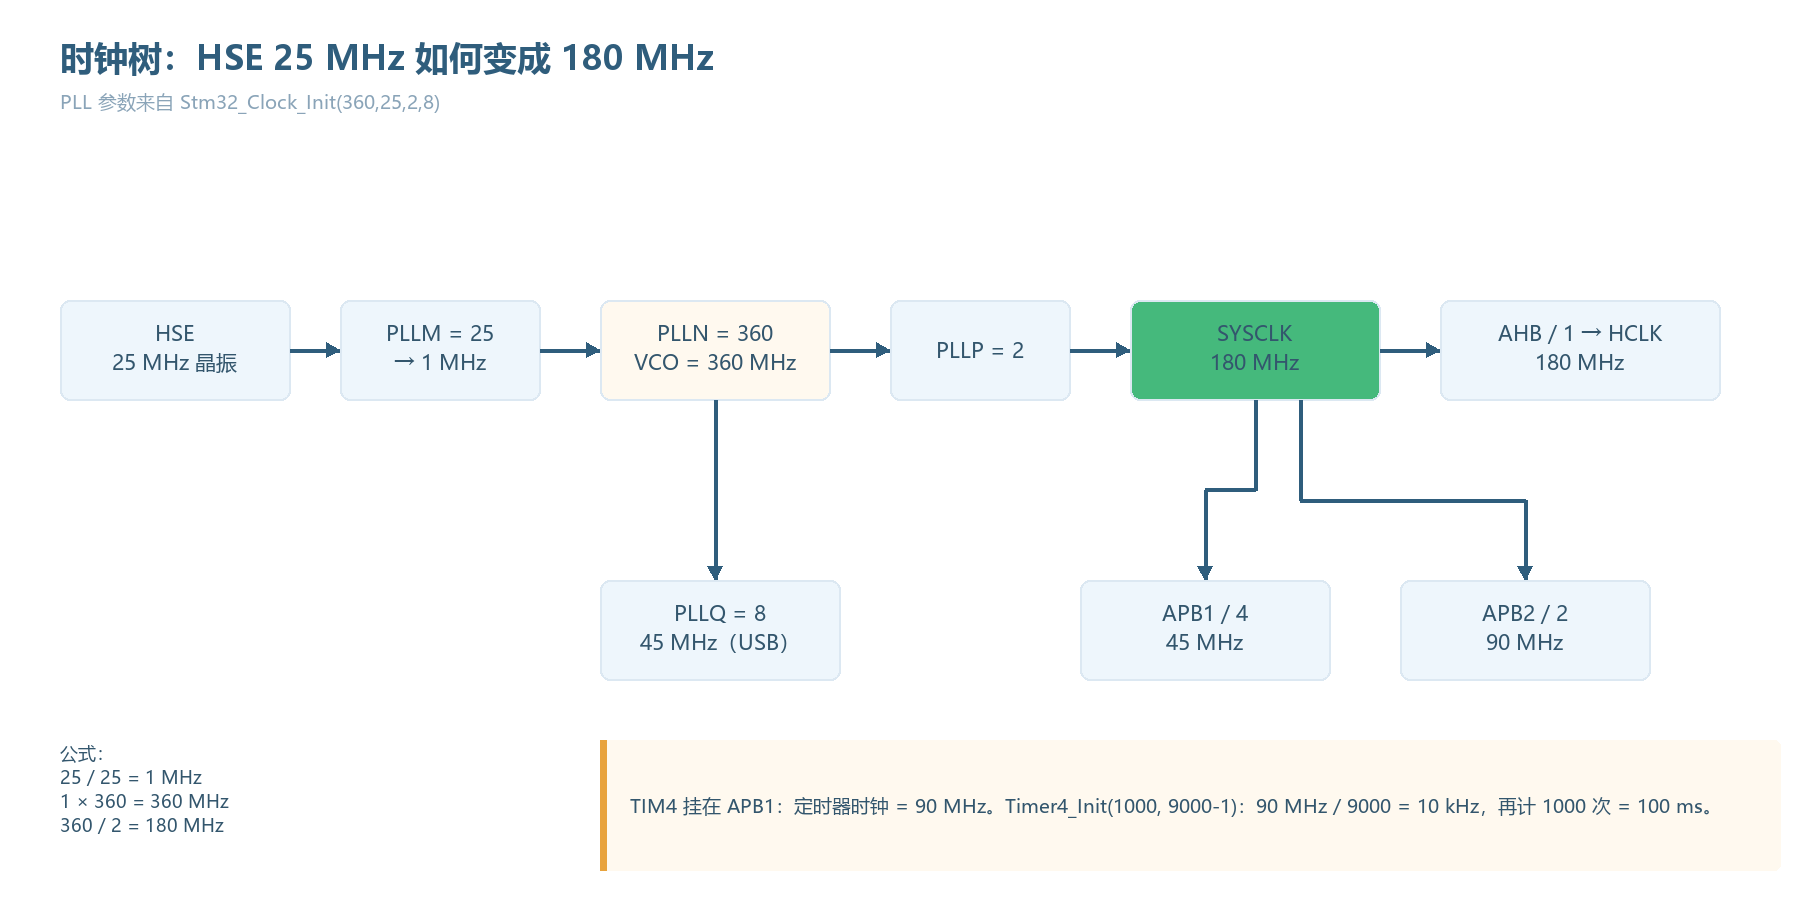 时钟树：HSE 25 MHz 如何变成 180 MHz
PLL 参数来自 Stm32_Clock_Init(360,25,2,8)
HSE
25 MHz 晶振
PLLM = 25
→ 1 MHz
PLLN = 360
VCO = 360 MHz
PLLP = 2
SYSCLK
180 MHz
AHB / 1 → HCLK
180 MHz
PLLQ = 8
45 MHz（USB）
APB1 / 4
45 MHz
APB2 / 2
90 MHz
公式：
25 / 25 = 1 MHz
1 × 360 = 360 MHz
360 / 2 = 180 MHz
TIM4 挂在 APB1：定时器时钟 = 90 MHz。Timer4_Init(1000, 9000-1)：90 MHz / 9000 = 10 kHz，再计 1000 次 = 100 ms。